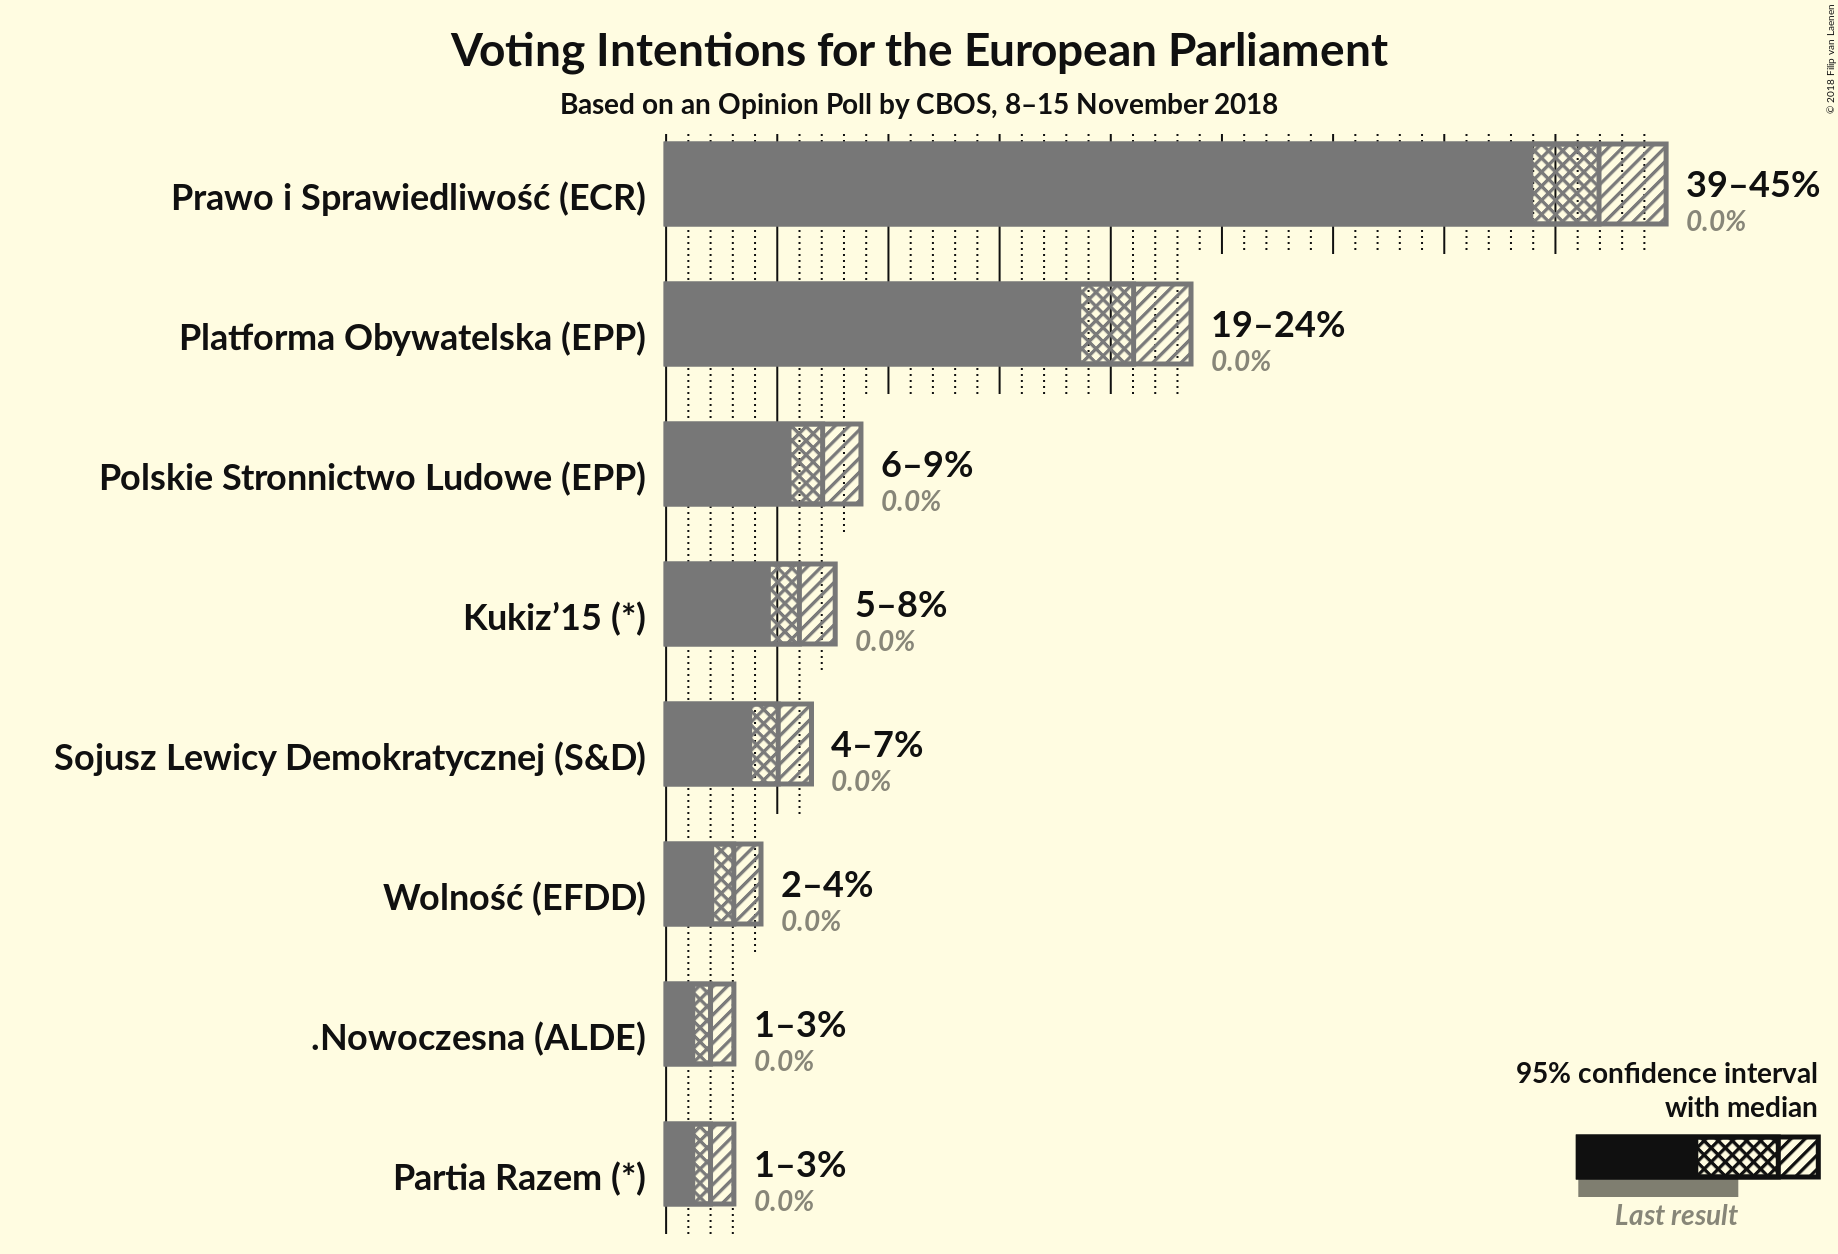 Voting Intentions for the European Parliament
Based on an Opinion Poll by CBOS, 8–15 November 2018
© 2018 Filip van Laenen
Prawo i Sprawiedliwość (ECR)
39–45%
0.0%
Platforma Obywatelska (EPP)
19–24%
0.0%
Polskie Stronnictwo Ludowe (EPP)
6–9%
0.0%
Kukiz’15 (*)
5–8%
0.0%
Sojusz Lewicy Demokratycznej (S&D)
4–7%
0.0%
Wolność (EFDD)
2–4%
0.0%
.Nowoczesna (ALDE)
1–3%
0.0%
Partia Razem (*)
1–3%
0.0%
95% confidence interval
with median
Last result